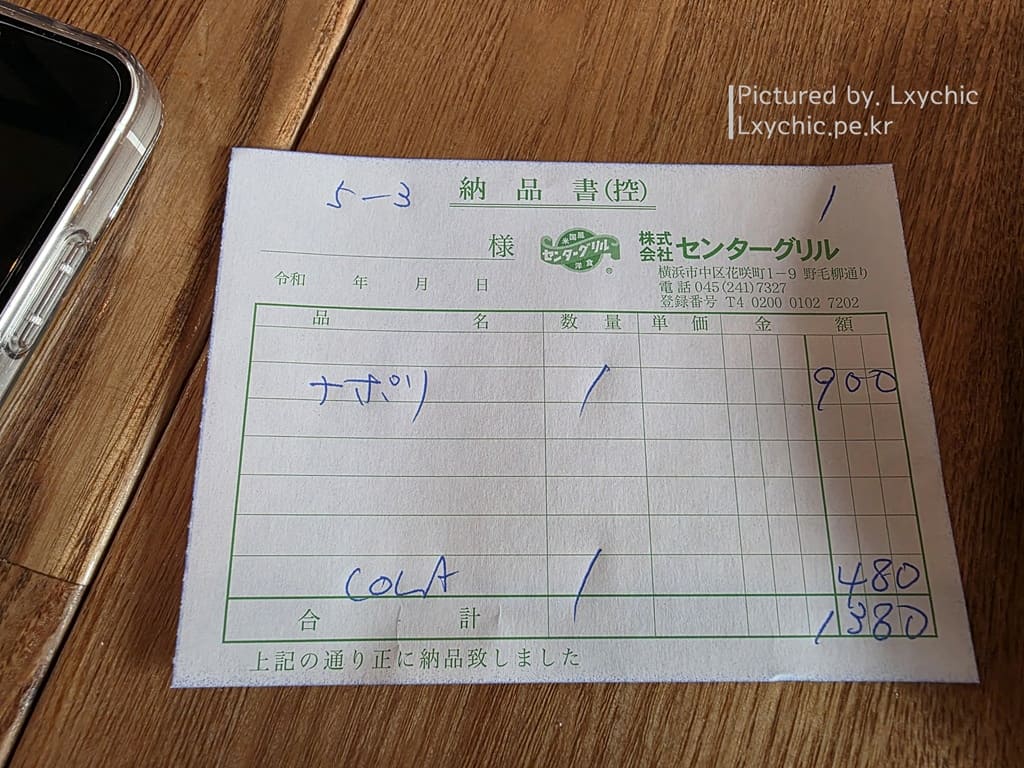 Pictured by. Lxychic
Lxychic.pe.kr
5-3 納品書(控) 1
様 米国風 センターグリル 洋食 ® 株式会社センターグリル
横浜市中区花咲町1-9 野毛柳通り
令和 年 月 日 電話 045(241)7327
登録番号 T4 0200 0102 7202
品名 数量 単価 金額
ナポリ 1 900
COLA 1 480
合計 1380
上記の通り正に納品致しました